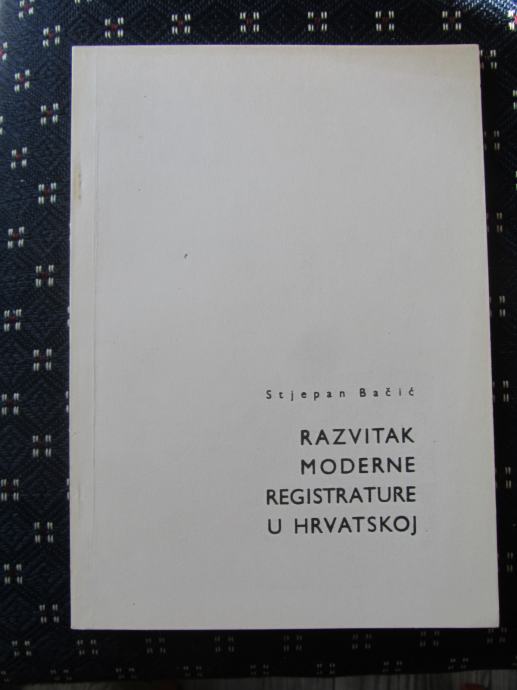 Stjepan Bačić
RAZVITAK
MODERNE
REGISTRATURE
U HRVATSKOJ